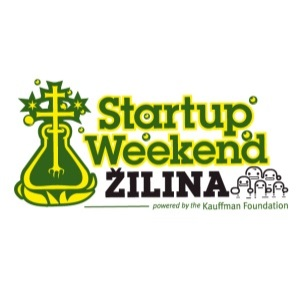 Startup
Weekend
ŽILINA
powered by the Kauffman Foundation